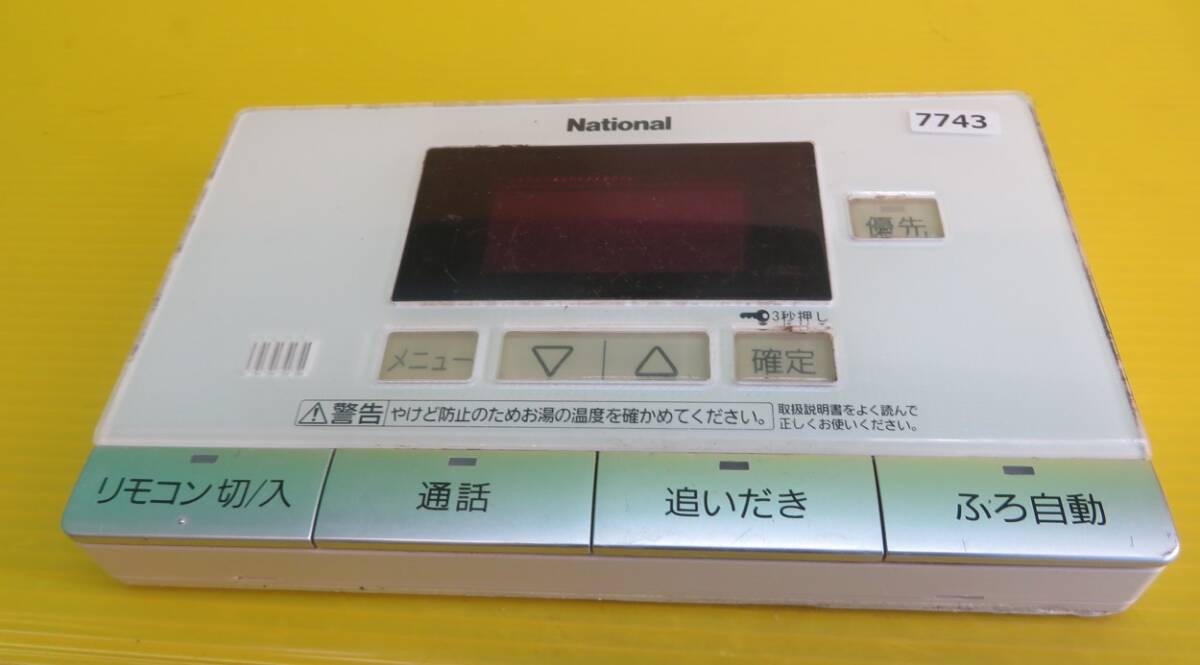 National
7743
優先
3秒押し
メニュー ▽ △ 確定
⚠警告 やけど防止のためお湯の温度を確かめてください。
取扱説明書をよく読んで
正しくお使いください。
リモコン 切/入 通話 追いだき ふろ自動